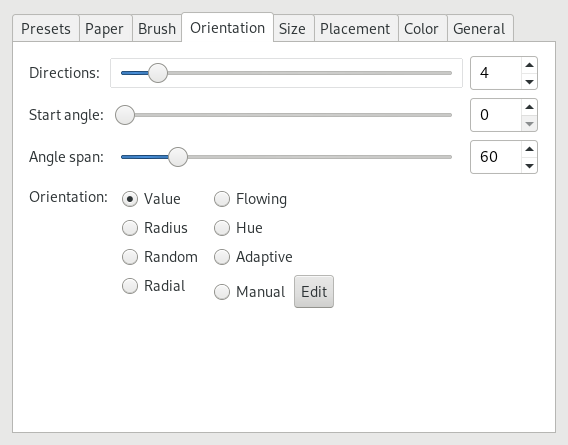 Presets Paper Brush Orientation Size Placement Color General
Directions: 4
Start angle: 0
Angle span: 60
Orientation: Value Flowing
Radius Hue
Random Adaptive
Radial Manual Edit